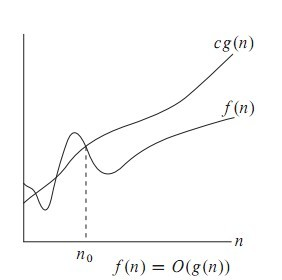 cg(n)
f(n)
n
n₀
f(n) = O(g(n))